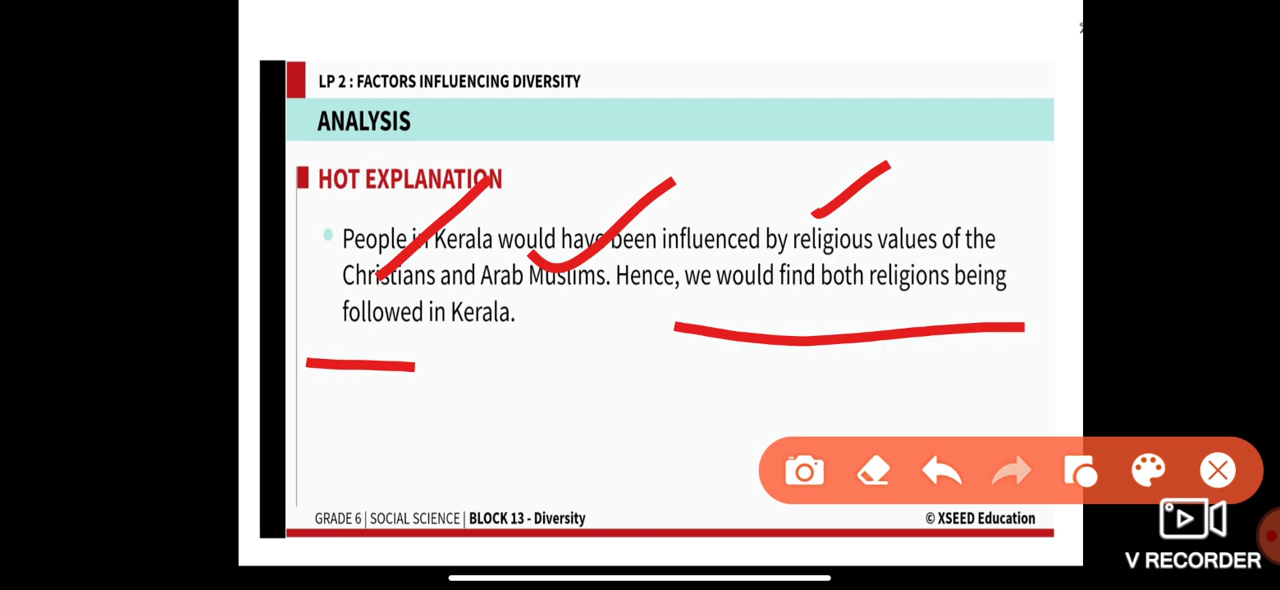 LP 2 : FACTORS INFLUENCING DIVERSITY
ANALYSIS
HOT EXPLANATION
People in Kerala would have been influenced by religious values of the
Christians and Arab Muslims. Hence, we would find both religions being
followed in Kerala.
GRADE 6 | SOCIAL SCIENCE | BLOCK 13 - Diversity
© XSEED Education
V RECORDER